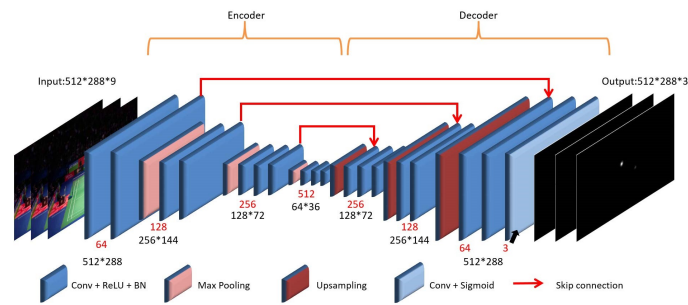 Encoder
Decoder
Input:512*288*9
Output:512*288*3
64
512*288
128
256*144
256
128*72
512
64*36
256
128*72
128
256*144
64
512*288
3
Conv + ReLU + BN
Max Pooling
Upsampling
Conv + Sigmoid
Skip connection